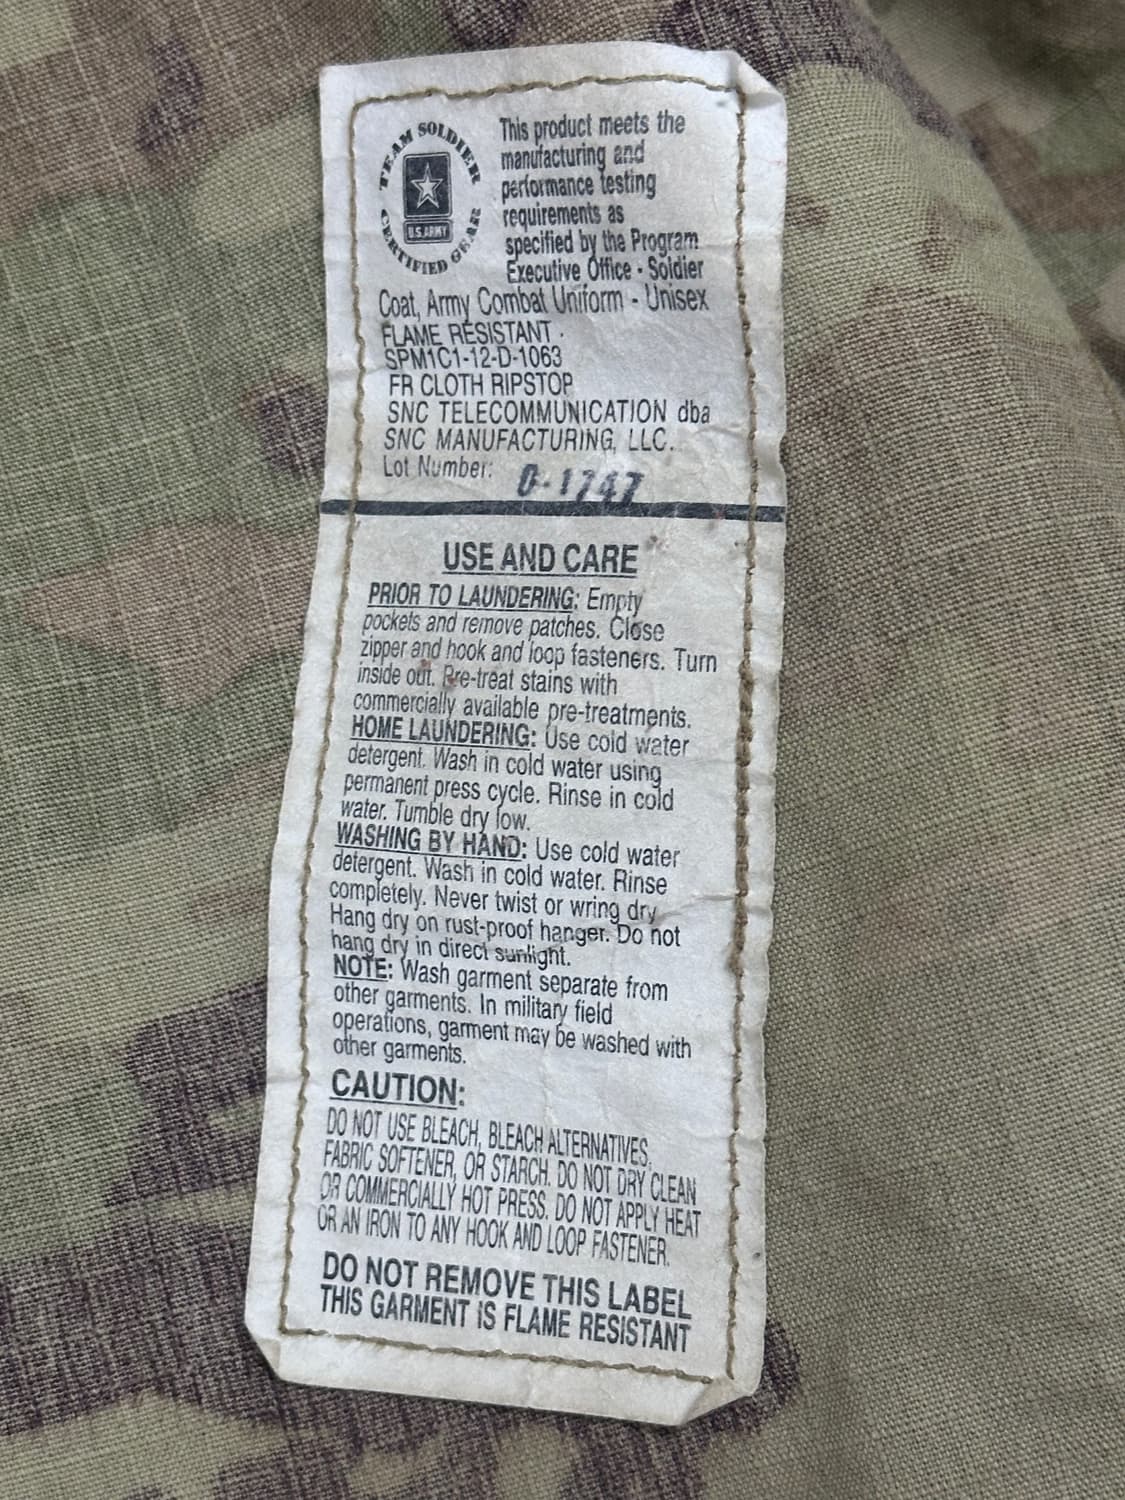 TEAM SOLDIER
U.S. ARMY
CERTIFIED GEAR
This product meets the
manufacturing and
performance testing
requirements as
specified by the Program
Executive Office - Soldier
Coat, Army Combat Uniform - Unisex
FLAME RESISTANT .
SPM1C1-12-D-1063
FR CLOTH RIPSTOP
SNC TELECOMMUNICATION dba
SNC MANUFACTURING, LLC.
Lot Number: 0-1747
USE AND CARE
PRIOR TO LAUNDERING: Empty
pockets and remove patches. Close
zipper and hook and loop fasteners. Turn
inside out. Pre-treat stains with
commercially available pre-treatments.
HOME LAUNDERING: Use cold water
detergent. Wash in cold water using
permanent press cycle. Rinse in cold
water. Tumble dry low.
WASHING BY HAND: Use cold water
detergent. Wash in cold water. Rinse
completely. Never twist or wring dry.
Hang dry on rust-proof hanger. Do not
hang dry in direct sunlight.
NOTE: Wash garment separate from
other garments. In military field
operations, garment may be washed with
other garments.
CAUTION:
DO NOT USE BLEACH, BLEACH ALTERNATIVES,
FABRIC SOFTENER, OR STARCH. DO NOT DRY CLEAN
OR COMMERCIALLY HOT PRESS. DO NOT APPLY HEAT
OR AN IRON TO ANY HOOK AND LOOP FASTENER.
DO NOT REMOVE THIS LABEL
THIS GARMENT IS FLAME RESISTANT